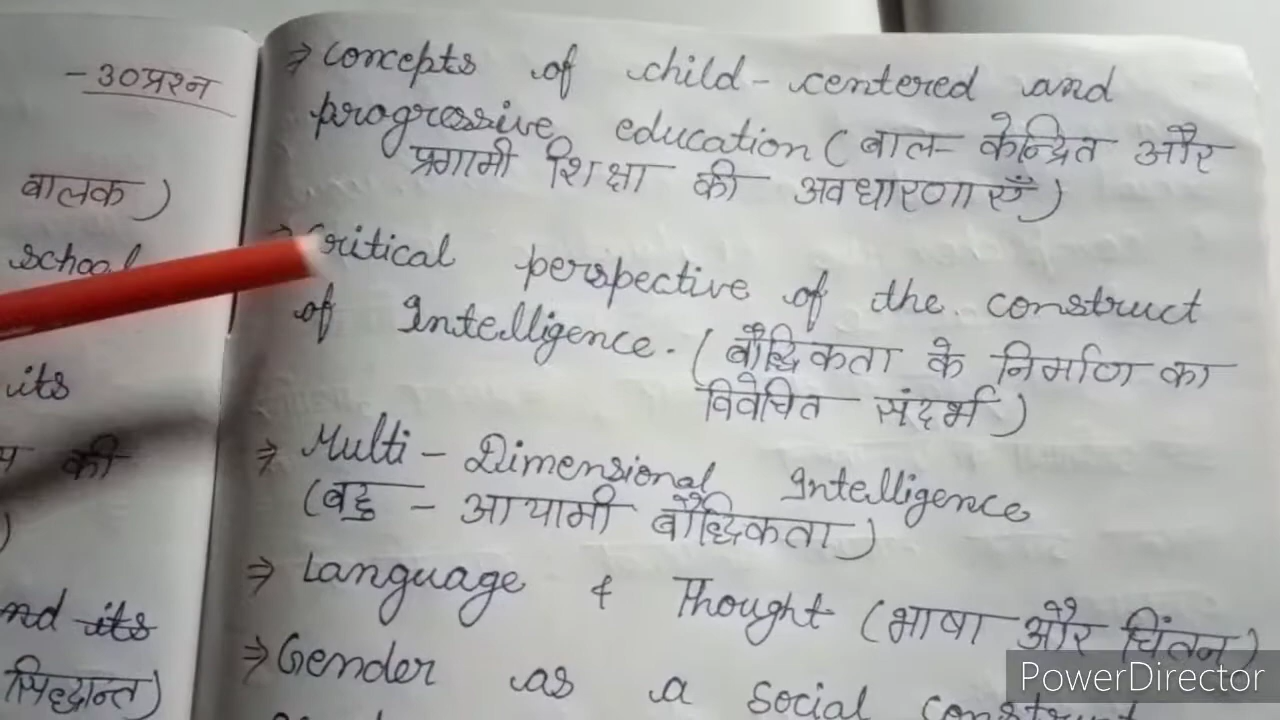 -30प्रश्न
बालक)
school
its
की
)
nd its
सिद्धान्त)
⇒ Concepts of child-centered and
progressive education (बाल- केन्द्रित और
प्रगामी शिक्षा की अवधारणाएँ)
⇒ Critical perspective of the construct
of Intelligence. (बौद्धिकता के निर्माण का
विवेचित संदर्भ)
⇒ Multi - Dimensional Intelligence
(बहु - आयामी बौद्धिकता)
⇒ Language & Thought (भाषा और चिंतन)
⇒ Gender as a social construct
PowerDirector